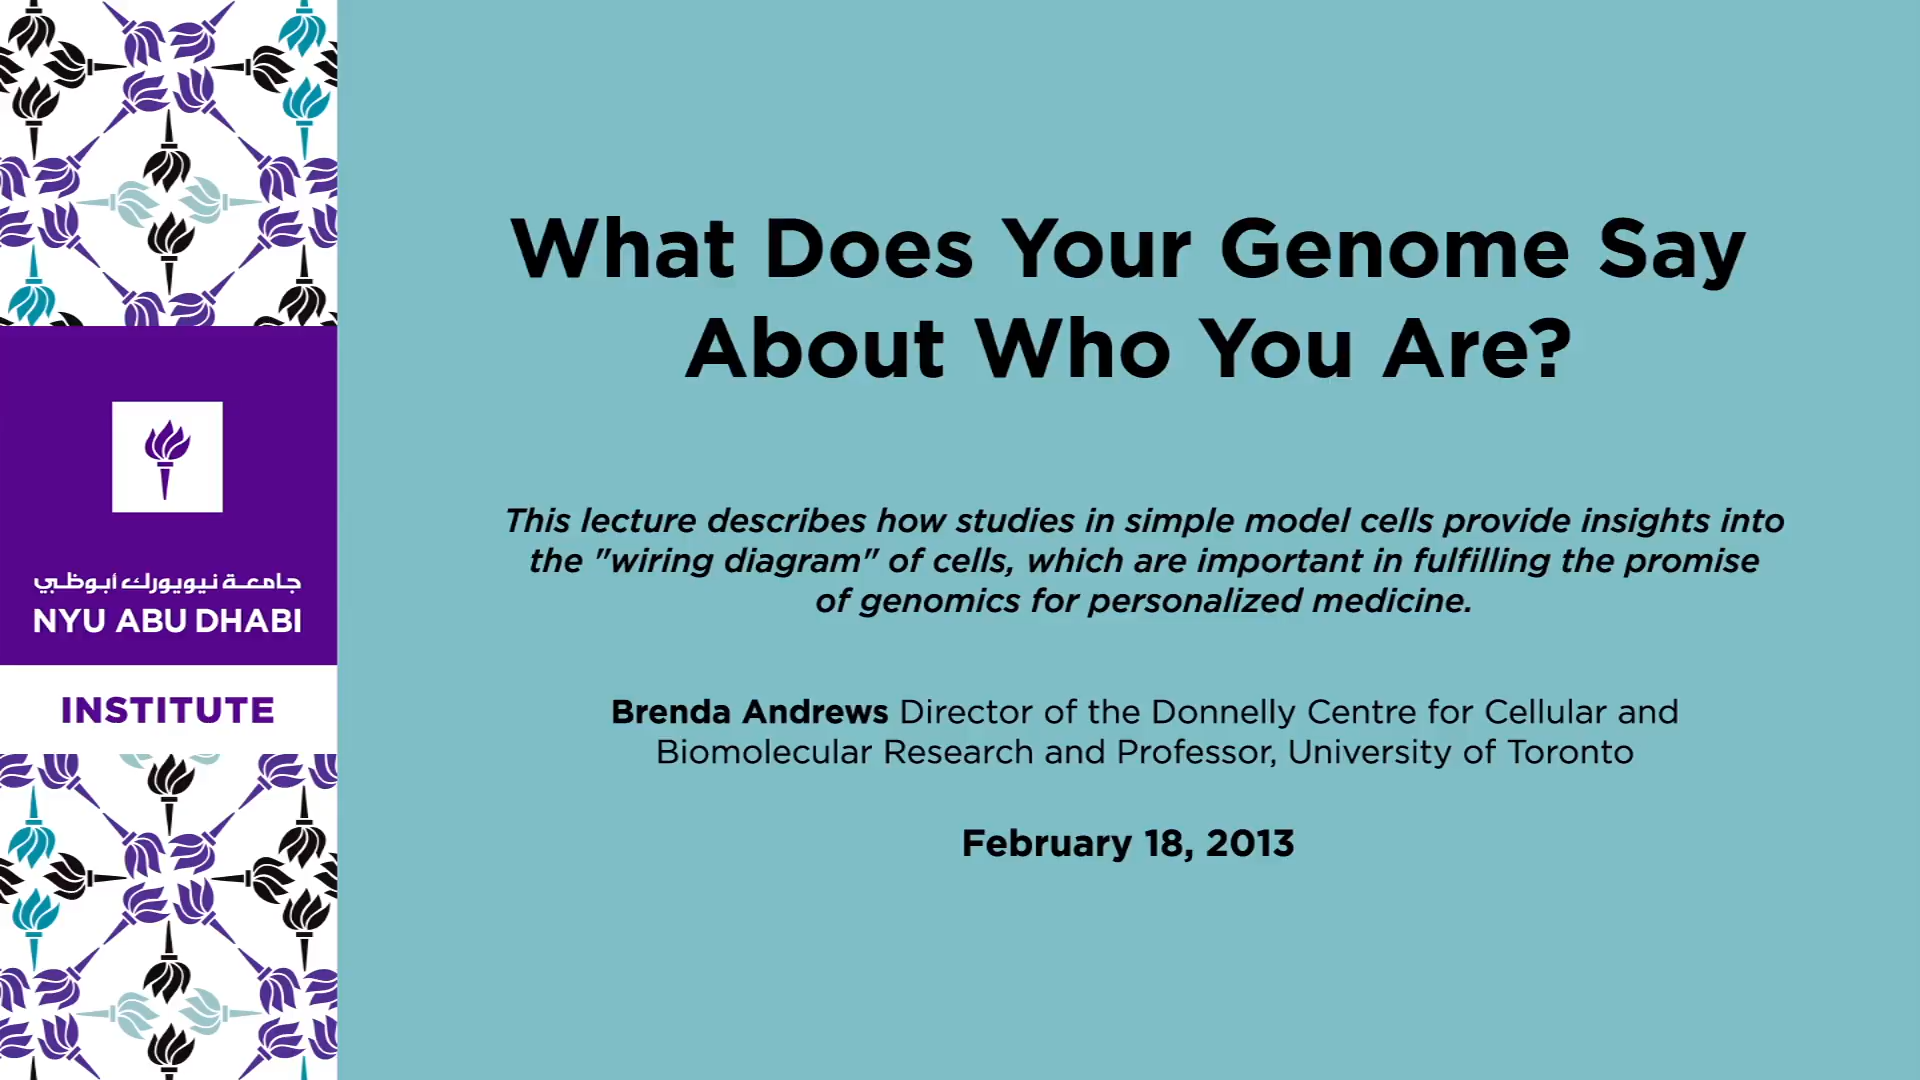 What Does Your Genome Say
About Who You Are?
This lecture describes how studies in simple model cells provide insights into
the "wiring diagram" of cells, which are important in fulfilling the promise
of genomics for personalized medicine.
Brenda Andrews Director of the Donnelly Centre for Cellular and
Biomolecular Research and Professor, University of Toronto
February 18, 2013
جامعة نيويورك أبوظبي
NYU ABU DHABI
INSTITUTE